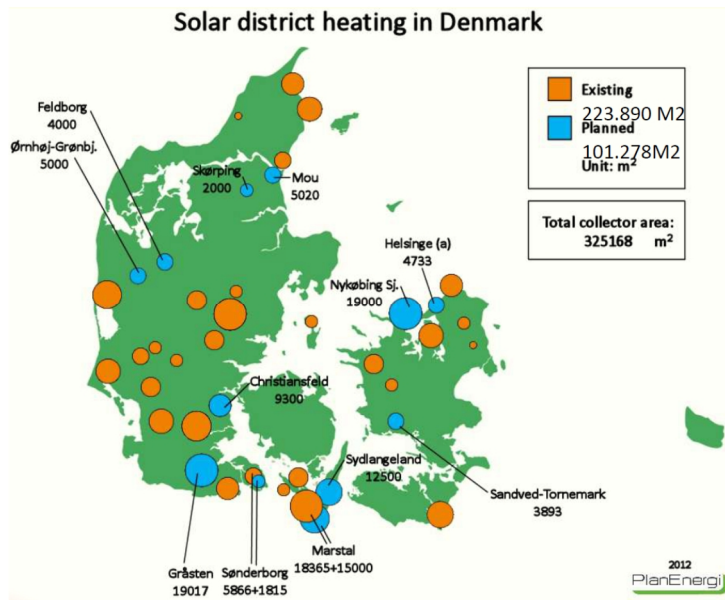 Solar district heating in Denmark
Existing
223.890 M2
Planned
101.278M2
Unit: m²
Total collector area:
325168 m²
Feldborg
4000
Ørnhøj-Grønbj.
5000
Skørping
2000
Mou
5020
Helsinge (a)
4733
Nykøbing Sj.
19000
Christiansfeld
9300
Sydlangeland
12500
Sandved-Tornemark
3893
Marstal
18365+15000
Sønderborg
5866+1815
Gråsten
19017
2012
PlanEnergi